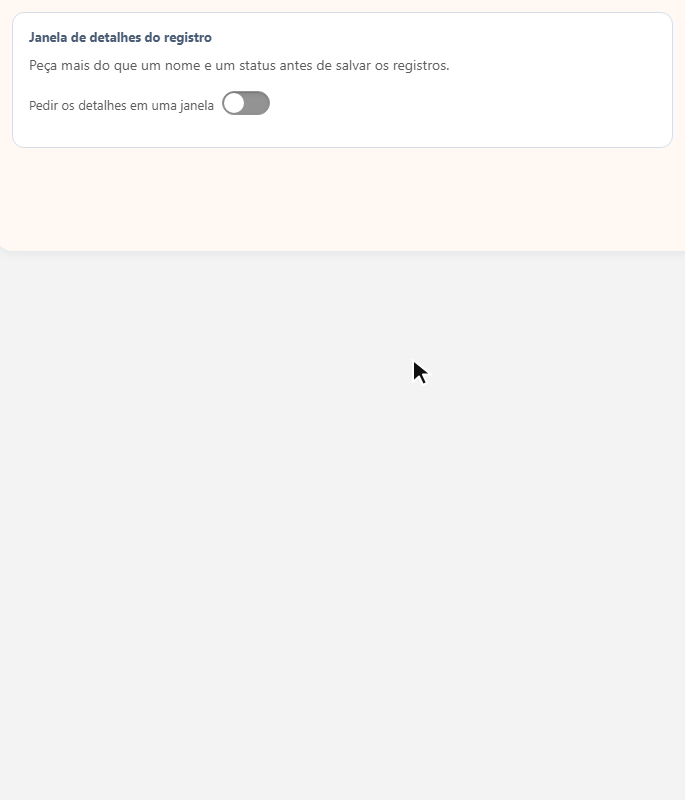 Janela de detalhes do registro
Peça mais do que um nome e um status antes de salvar os registros.
Pedir os detalhes em uma janela